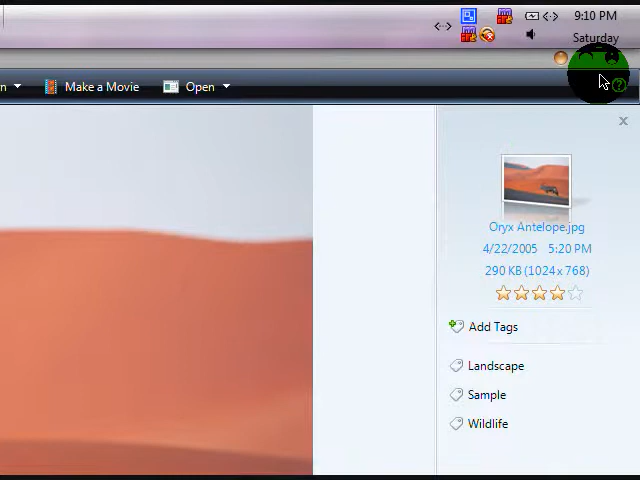 9:10 PM
Saturday
n Make a Movie Open
Oryx Antelope.jpg
4/22/2005 5:20 PM
290 KB (1024 x 768)
Add Tags
Landscape
Sample
Wildlife